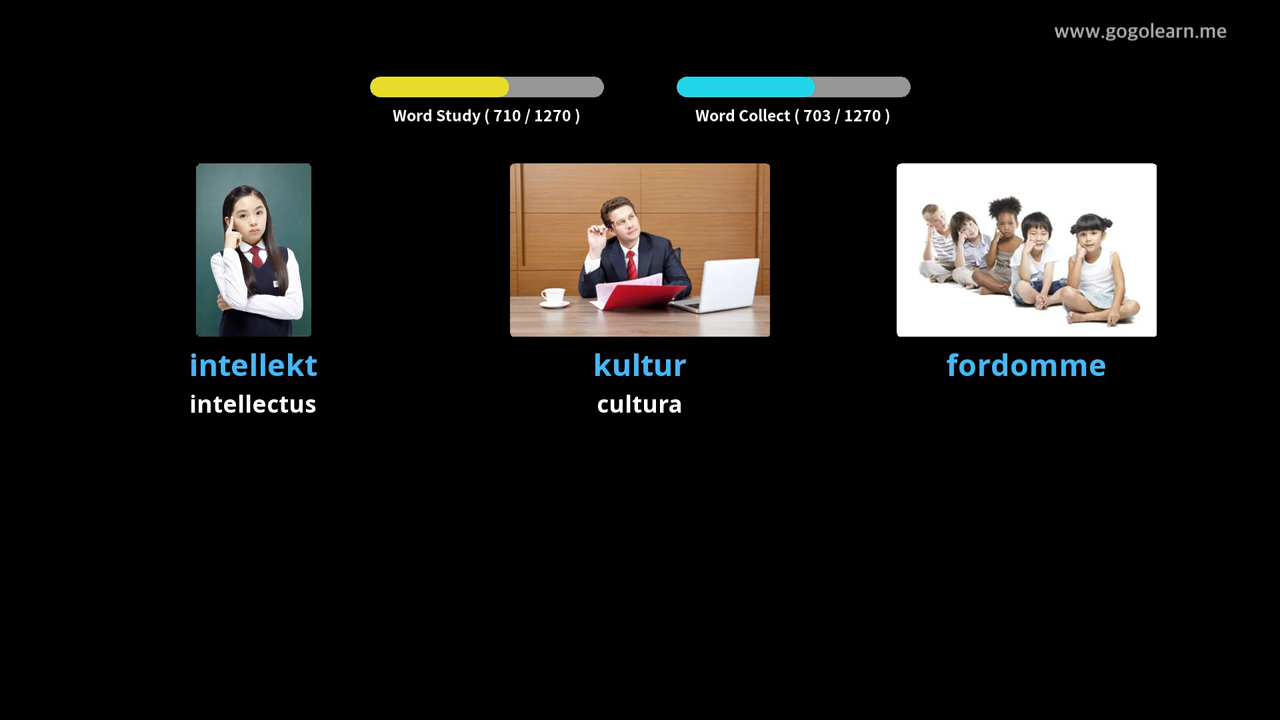 www.gogolearn.me
Word Study ( 710 / 1270 )
Word Collect ( 703 / 1270 )
intellekt
intellectus
kultur
cultura
fordomme